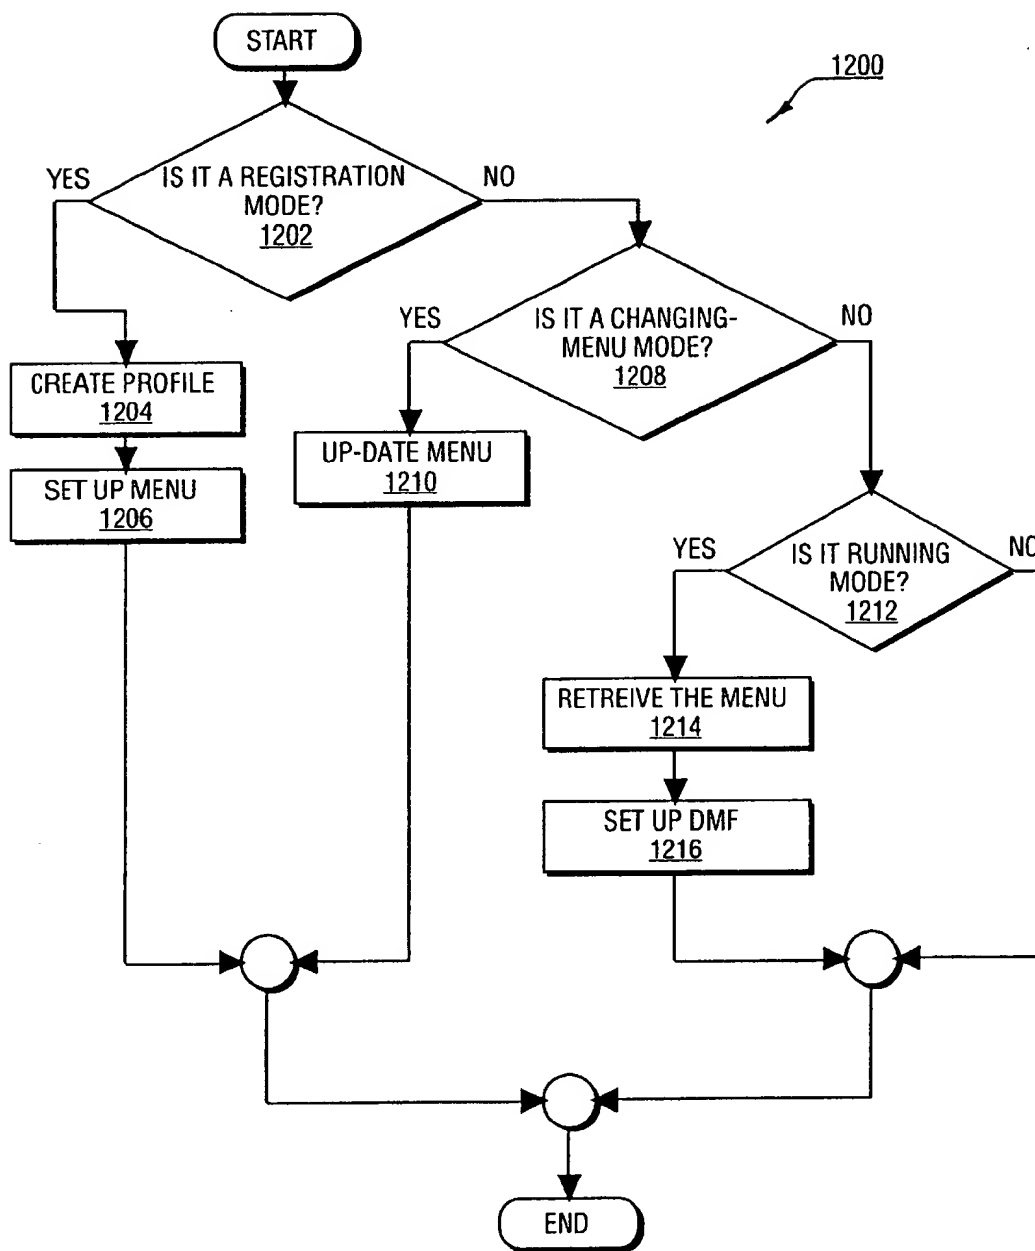 START
1200
IS IT A REGISTRATION
MODE?
1202
YES
NO
IS IT A CHANGING-
MENU MODE?
1208
YES
NO
CREATE PROFILE
1204
UP-DATE MENU
1210
SET UP MENU
1206
IS IT RUNNING
MODE?
1212
YES
NO
RETREIVE THE MENU
1214
SET UP DMF
1216
END